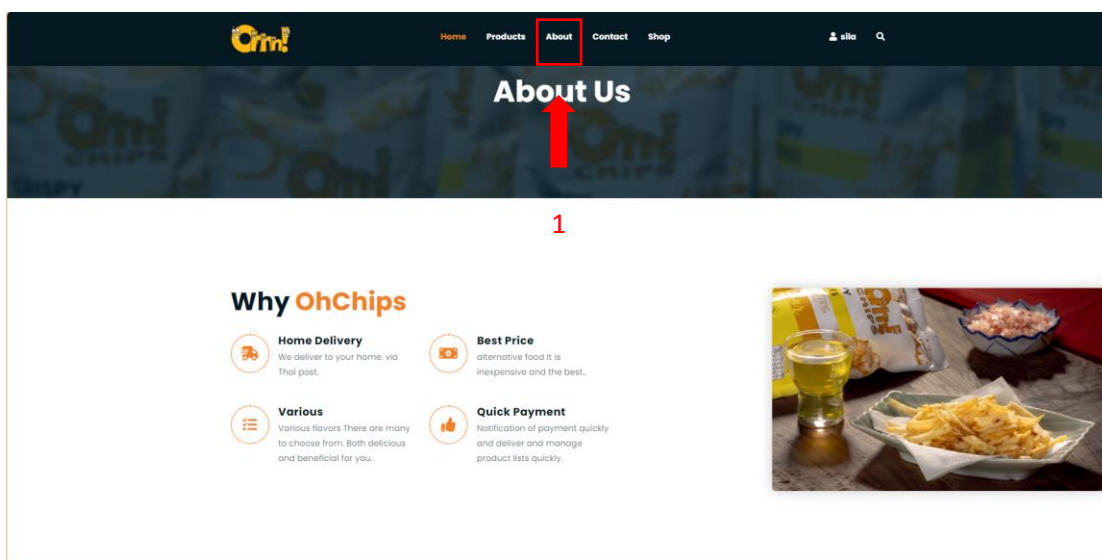 Orm!
Home Products About Contact Shop sila
About Us
1
Why OhChips
Home Delivery
We deliver to your home. via
Thai post.
Best Price
alternative food It is
inexpensive and the best..
Various
Various flavors There are many
to choose from. Both delicious
and beneficial for you.
Quick Payment
Notification of payment quickly
and deliver and manage
product lists quickly.